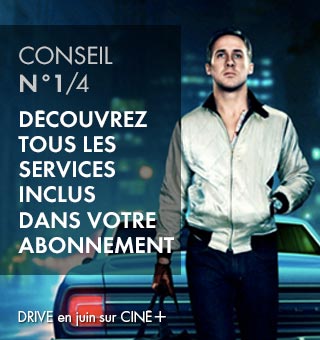 CONSEIL
N°1/4
DECOUVREZ
TOUS LES
SERVICES
INCLUS
DANS VOTRE
ABONNEMENT
DRIVE en juin sur CINE+